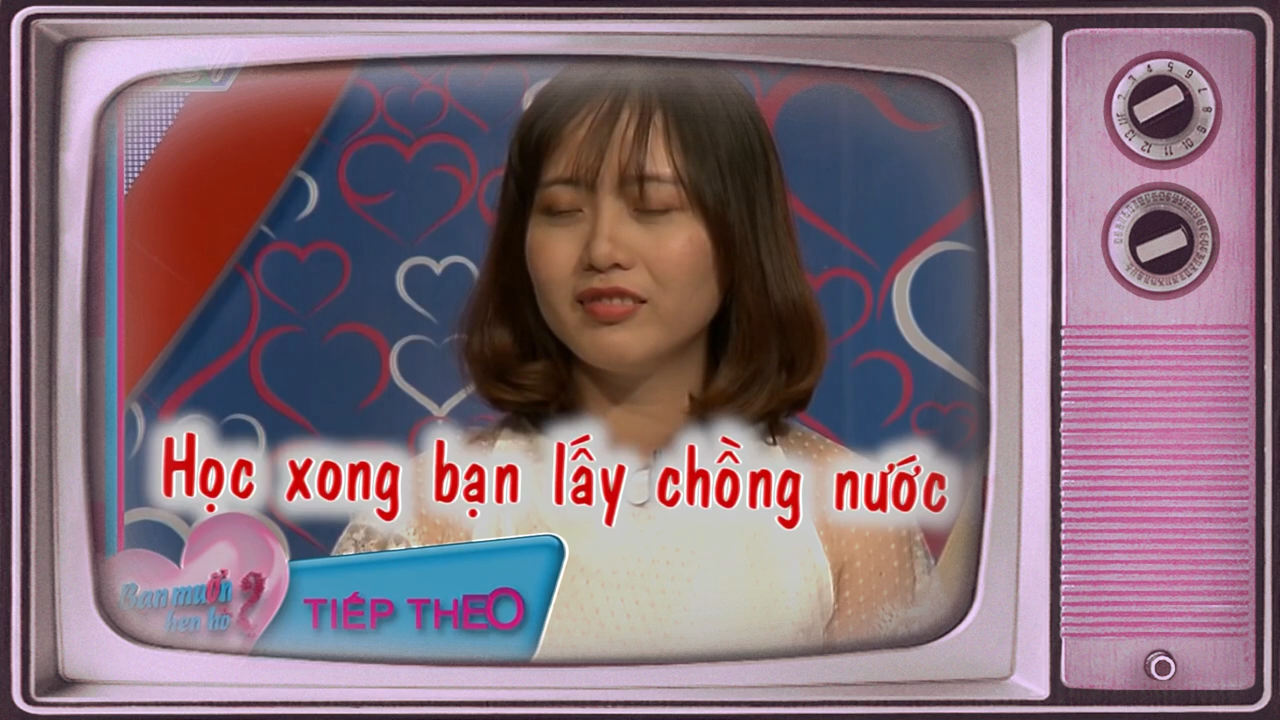 Học xong bạn lấy chồng nước
Bạn muốn
hẹn hò
TIẾP THEO